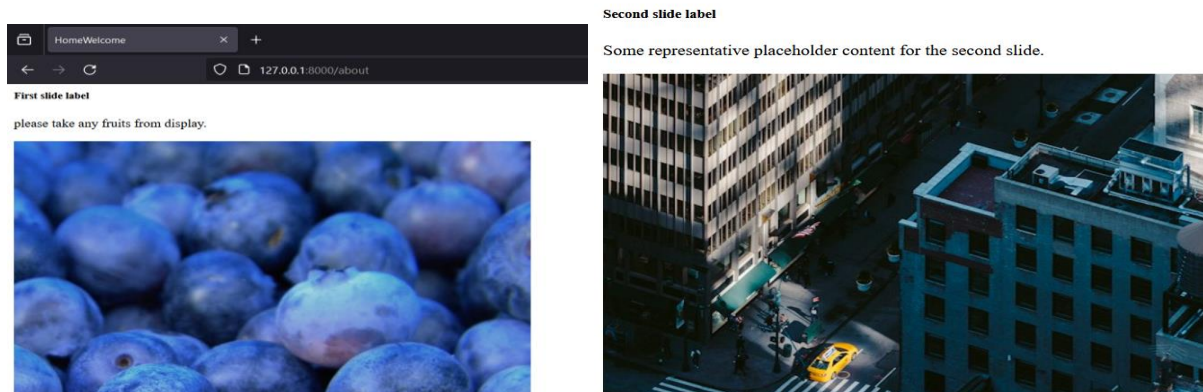 HomeWelcome
127.0.0.1:8000/about
First slide label
please take any fruits from display.
Second slide label
Some representative placeholder content for the second slide.